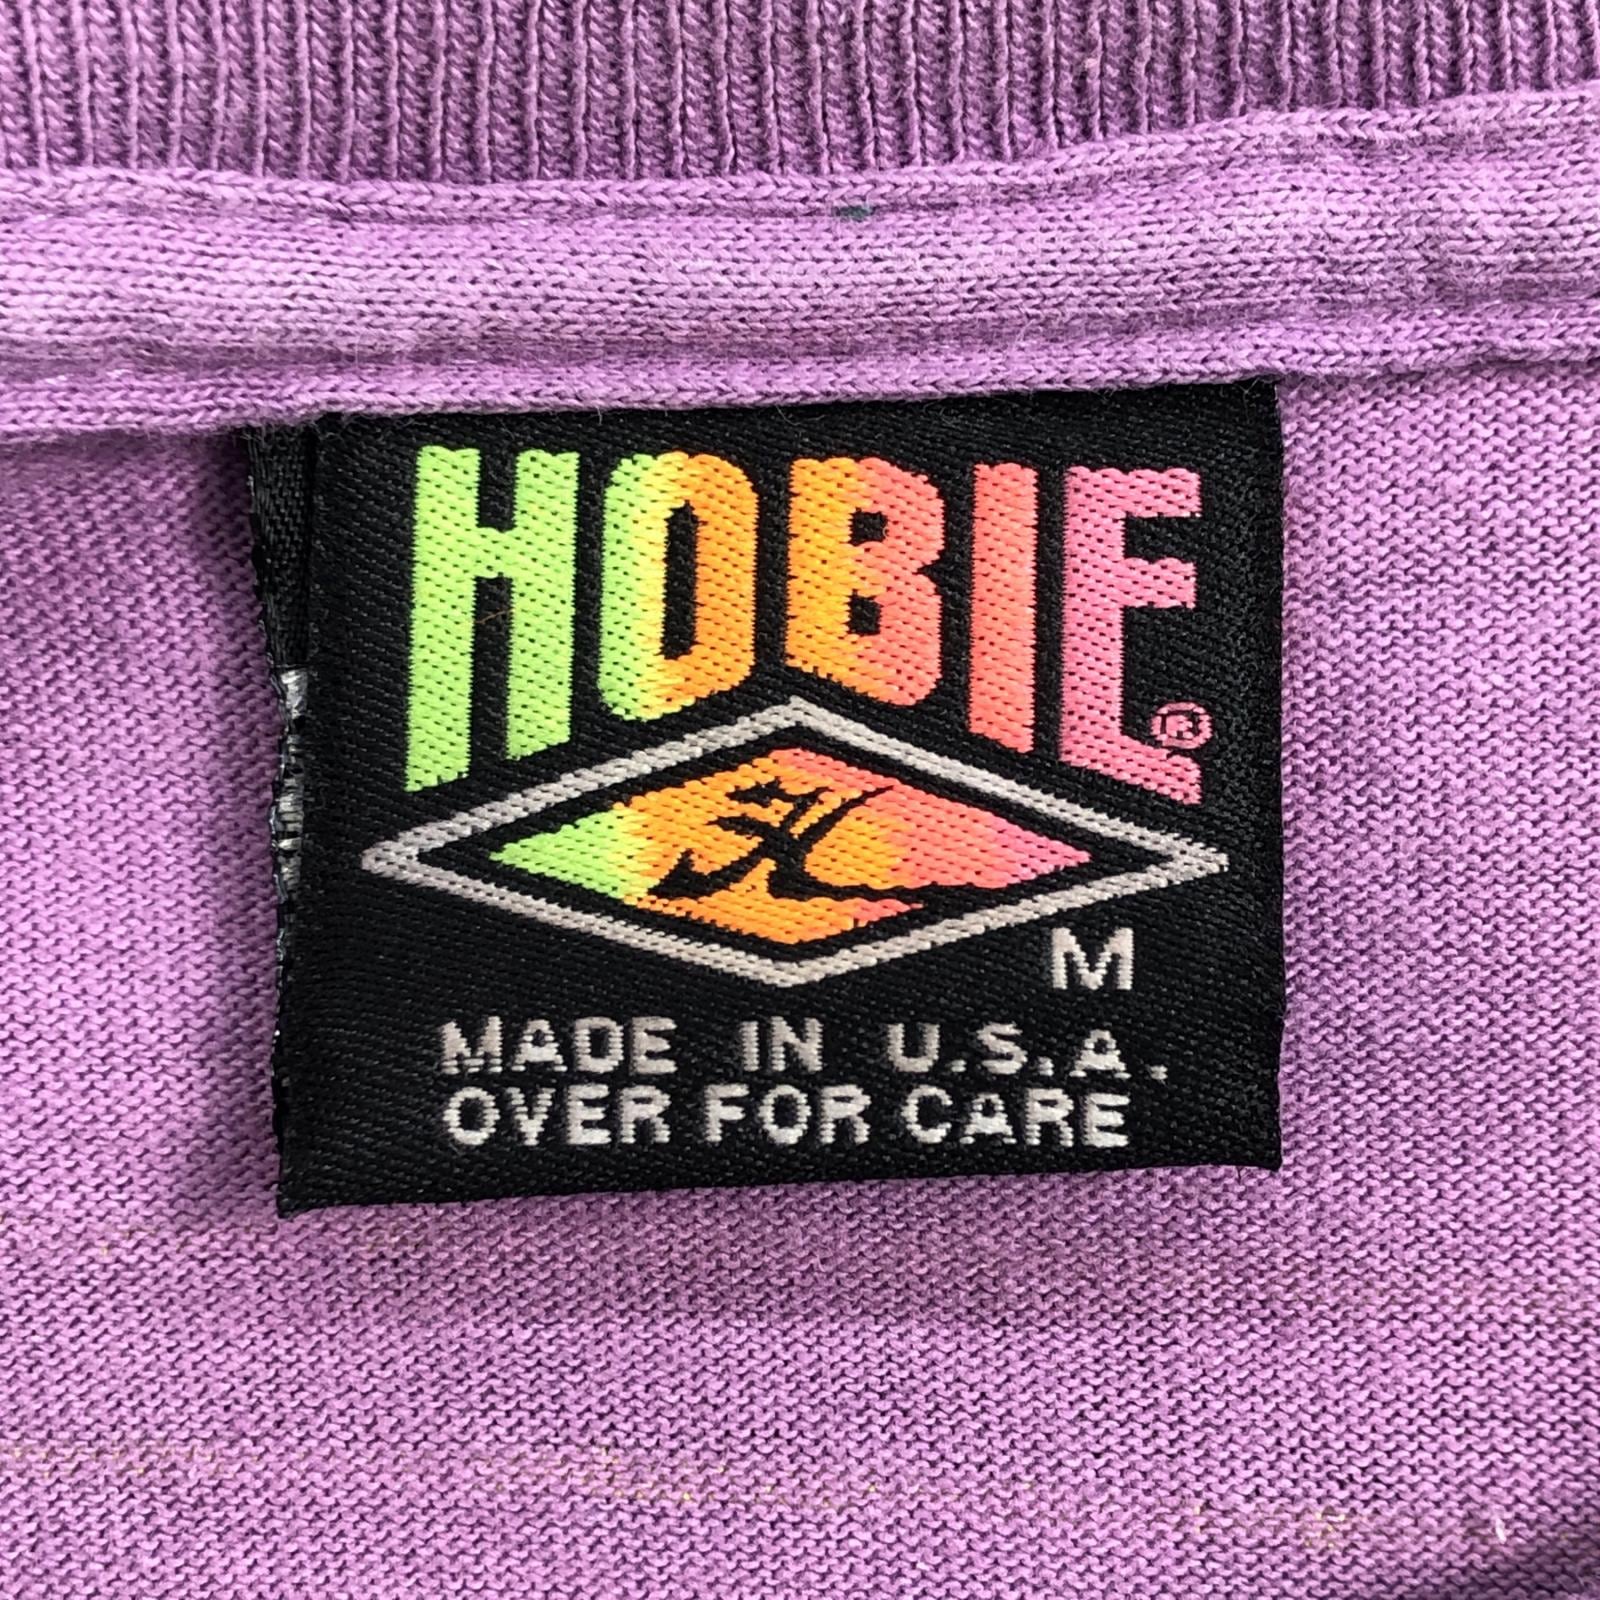 HOBIE®
M
MADE IN U.S.A.
OVER FOR CARE